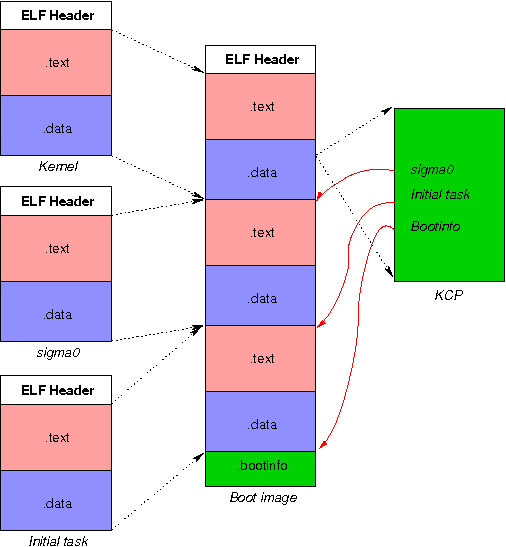 ELF Header
.text
.data
Kernel
ELF Header
.text
.data
sigma0
ELF Header
.text
.data
Initial task
ELF Header
.text
.data
.text
.data
.text
.data
.bootinfo
Boot image
sigma0
Initial task
Bootinfo
KCP